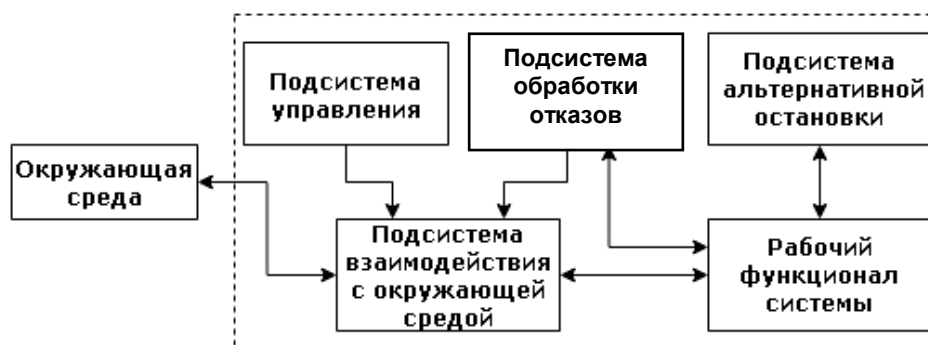 Подсистема
управления
Подсистема
обработки
отказов
Подсистема
альтернативной
остановки
Окружающая
среда
Подсистема
взаимодействия
с окружающей
средой
Рабочий
функционал
системы